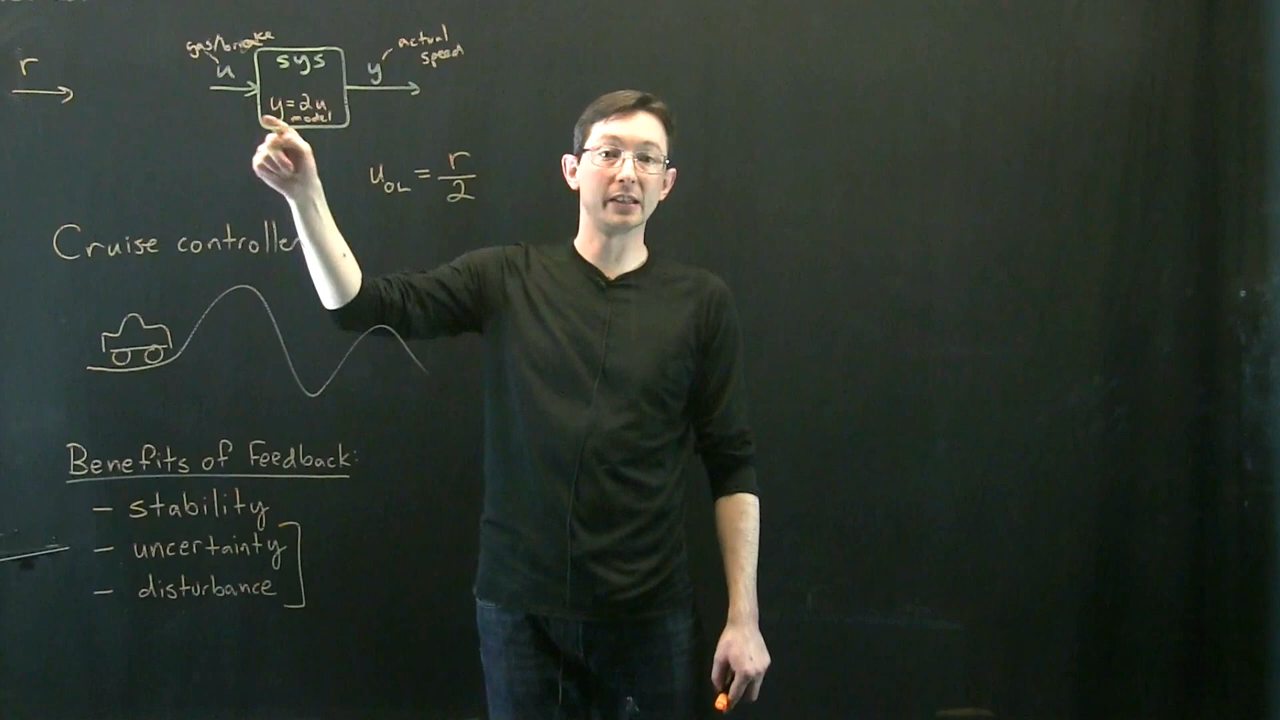 r
gas/brake
u
sys
y = 2u
model
y
actual
speed
u_OL = r/2
Cruise controller
Benefits of Feedback:
- stability
- uncertainty
- disturbance